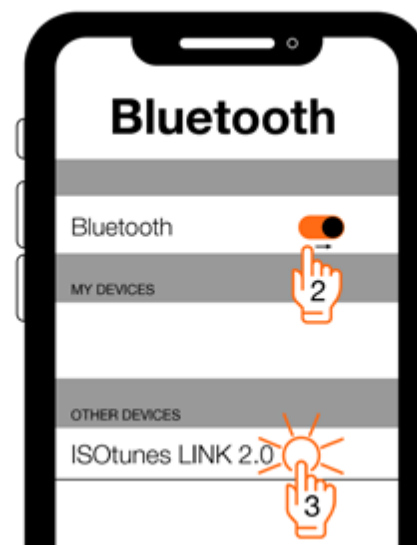 Bluetooth
Bluetooth
2
MY DEVICES
OTHER DEVICES
ISOtunes LINK 2.0
3